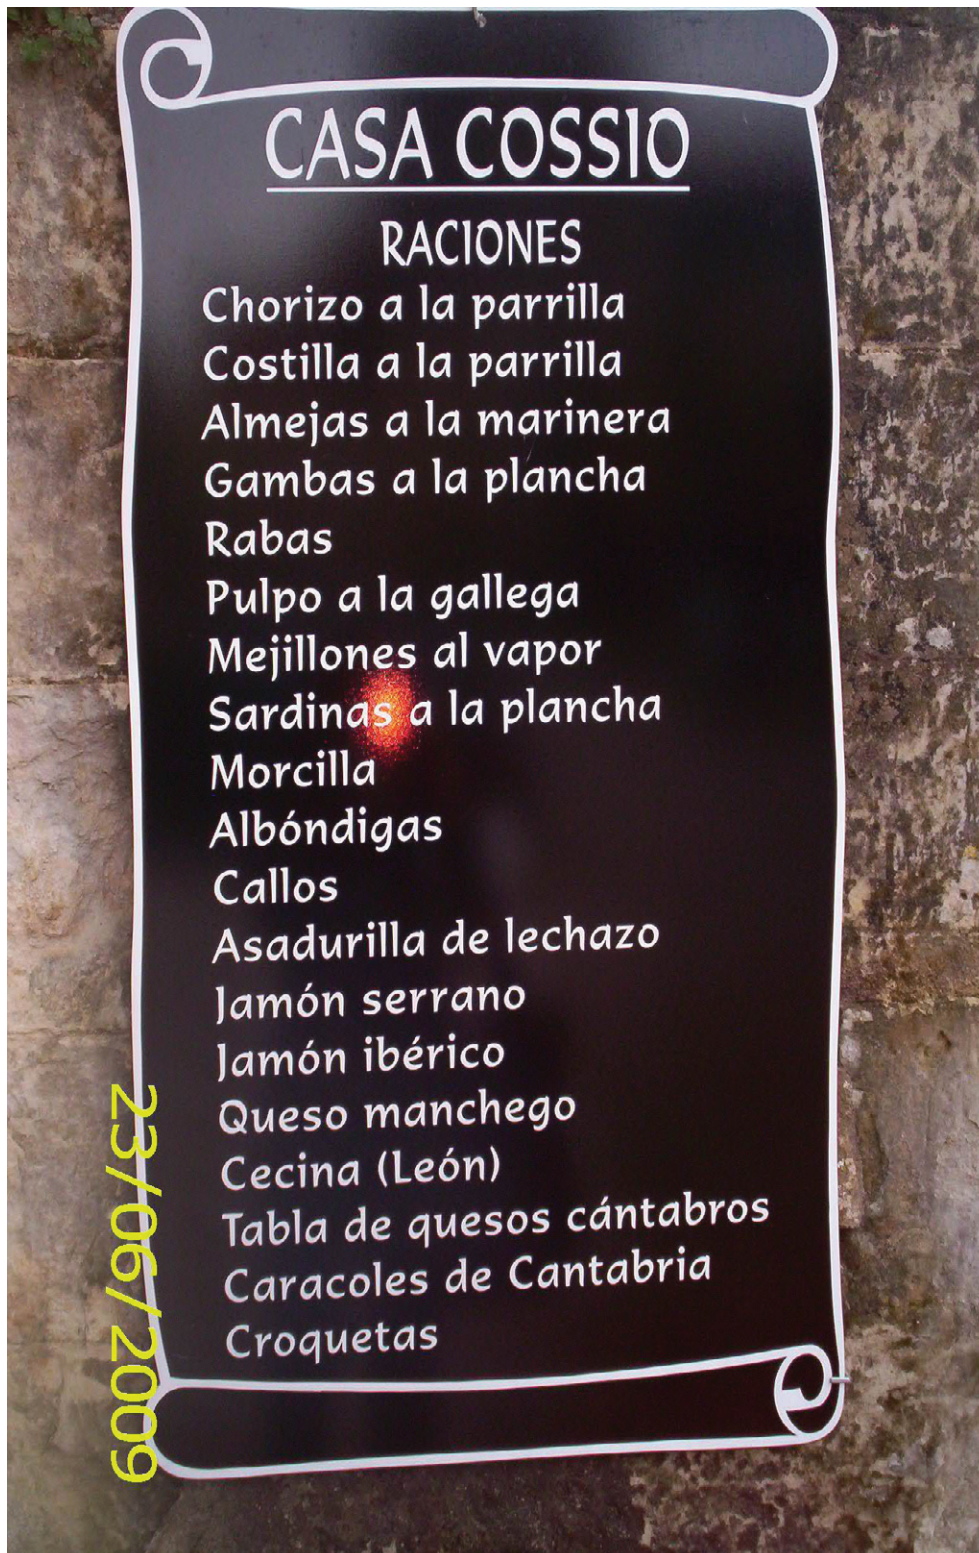 CASA COSSIO
RACIONES
Chorizo a la parrilla
Costilla a la parrilla
Almejas a la marinera
Gambas a la plancha
Rabas
Pulpo a la gallega
Mejillones al vapor
Sardinas a la plancha
Morcilla
Albóndigas
Callos
Asadurilla de lechazo
Jamón serrano
Jamón ibérico
Queso manchego
Cecina (León)
Tabla de quesos cántabros
Caracoles de Cantabria
Croquetas
23/06/2009